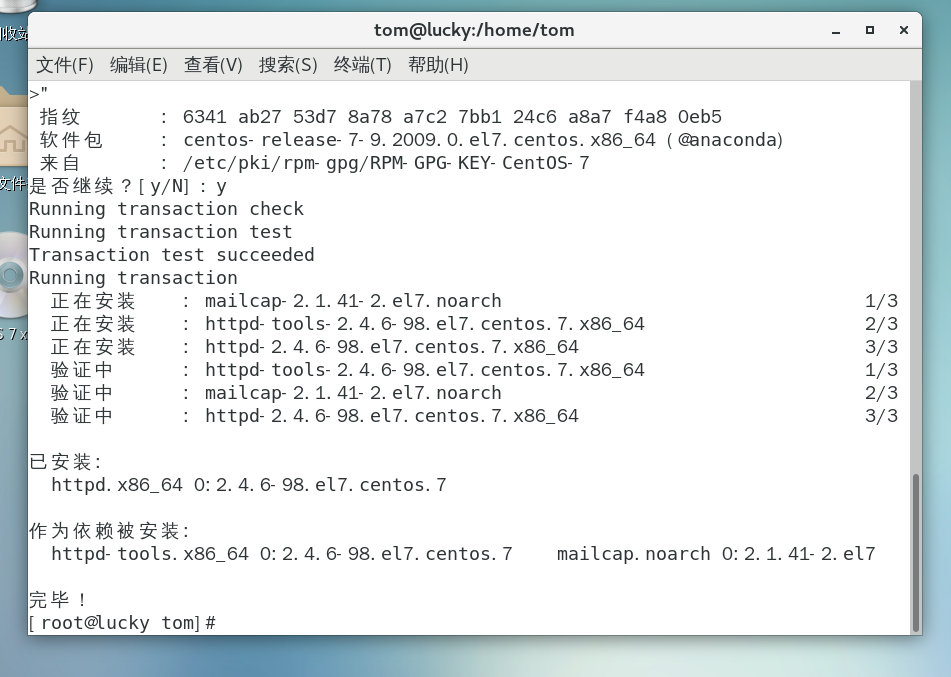 tom@lucky:/home/tom
文件(F) 编辑(E) 查看(V) 搜索(S) 终端(T) 帮助(H)
>"
指纹 : 6341 ab27 53d7 8a78 a7c2 7bb1 24c6 a8a7 f4a8 0eb5
软件包 : centos-release-7-9.2009.0.el7.centos.x86_64 (@anaconda)
来自 : /etc/pki/rpm-gpg/RPM-GPG-KEY-CentOS-7
是否继续？[y/N]：y
Running transaction check
Running transaction test
Transaction test succeeded
Running transaction
正在安装 : mailcap-2.1.41-2.el7.noarch 1/3
正在安装 : httpd-tools-2.4.6-98.el7.centos.7.x86_64 2/3
正在安装 : httpd-2.4.6-98.el7.centos.7.x86_64 3/3
验证中 : httpd-tools-2.4.6-98.el7.centos.7.x86_64 1/3
验证中 : mailcap-2.1.41-2.el7.noarch 2/3
验证中 : httpd-2.4.6-98.el7.centos.7.x86_64 3/3
已安装:
httpd.x86_64 0:2.4.6-98.el7.centos.7
作为依赖被安装:
httpd-tools.x86_64 0:2.4.6-98.el7.centos.7 mailcap.noarch 0:2.1.41-2.el7
完毕！
[root@lucky tom]#
收站
文件
7 x